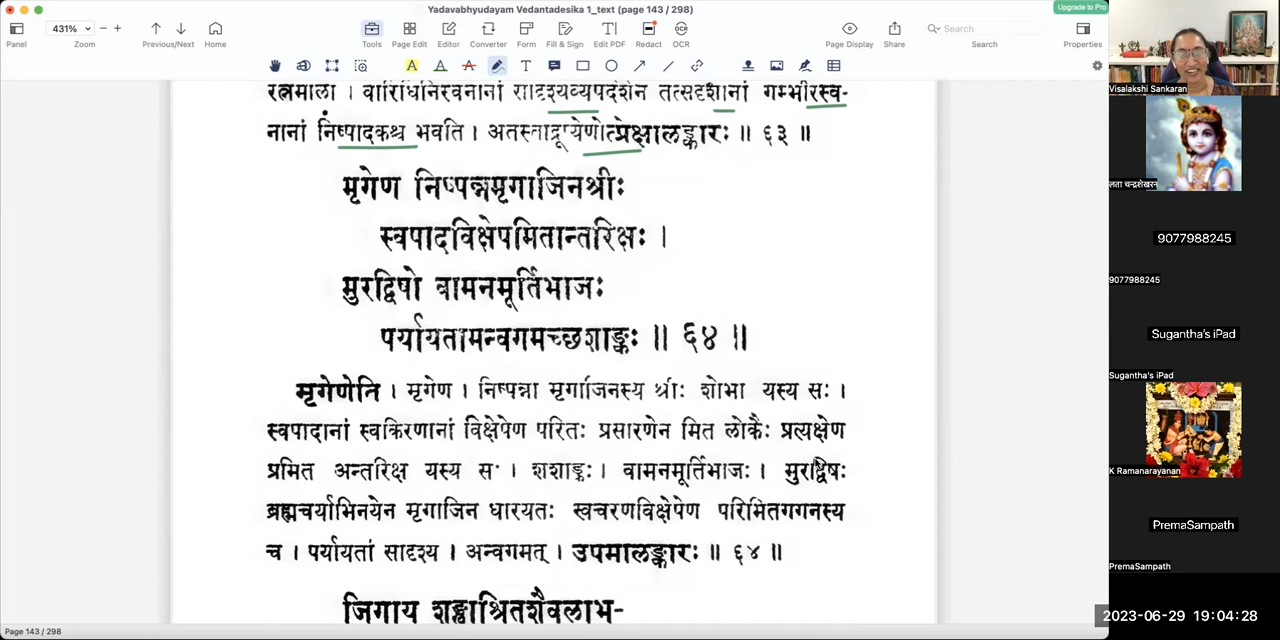 Yadavabhyudayam Vedantadesika 1_text (page 143 / 298)
Upgrade to Pro
431%
Panel Zoom Previous/Next Home Tools Page Edit Editor Converter Form Fill & Sign Edit PDF Redact OCR Page Display Share Search Properties
Search
रत्नमाला । वारिधिनिस्वनानां सादृश्यव्यपदेशेन तत्सदृशानां गम्भीरस्व-
नानां निष्पादकश्च भवति । अतस्ताद्रूप्येणोत्प्रेक्षालङ्कारः ॥ ६३ ॥
मृगेण निष्पन्नमृगाजिनश्रीः
स्वपादविक्षेपमितान्तरिक्षः ।
मुरद्विषो वामनमूर्तिभाजः
पर्यायतामन्वगमच्छशाङ्कः ॥ ६४ ॥
मृगेणेति । मृगेण । निष्पन्ना मृगाजिनस्य श्रीः शोभा यस्य सः ।
स्वपादानां स्वकिरणानां विक्षेपेण परितः प्रसारणेन मित लोकैः प्रत्यक्षेण
प्रमित अन्तरिक्ष यस्य स । शशाङ्कः । वामनमूर्तिभाजः । मुरद्विषः
ब्रह्मचर्याभिनयेन मृगाजिन धारयतः स्वचरणविक्षेपेण परिमितगगनस्य
च । पर्यायतां सादृश्य । अन्वगमत् । उपमालङ्कारः ॥ ६४ ॥
जिगाय शङ्खाश्रितशैवलाभ-
Page 143 / 298
Visalakshi Sankaran
लता चन्द्रशेखरन
9077988245
9077988245
Sugantha's iPad
Sugantha's iPad
K Ramanarayanan
PremaSampath
PremaSampath
2023-06-29 19:04:28